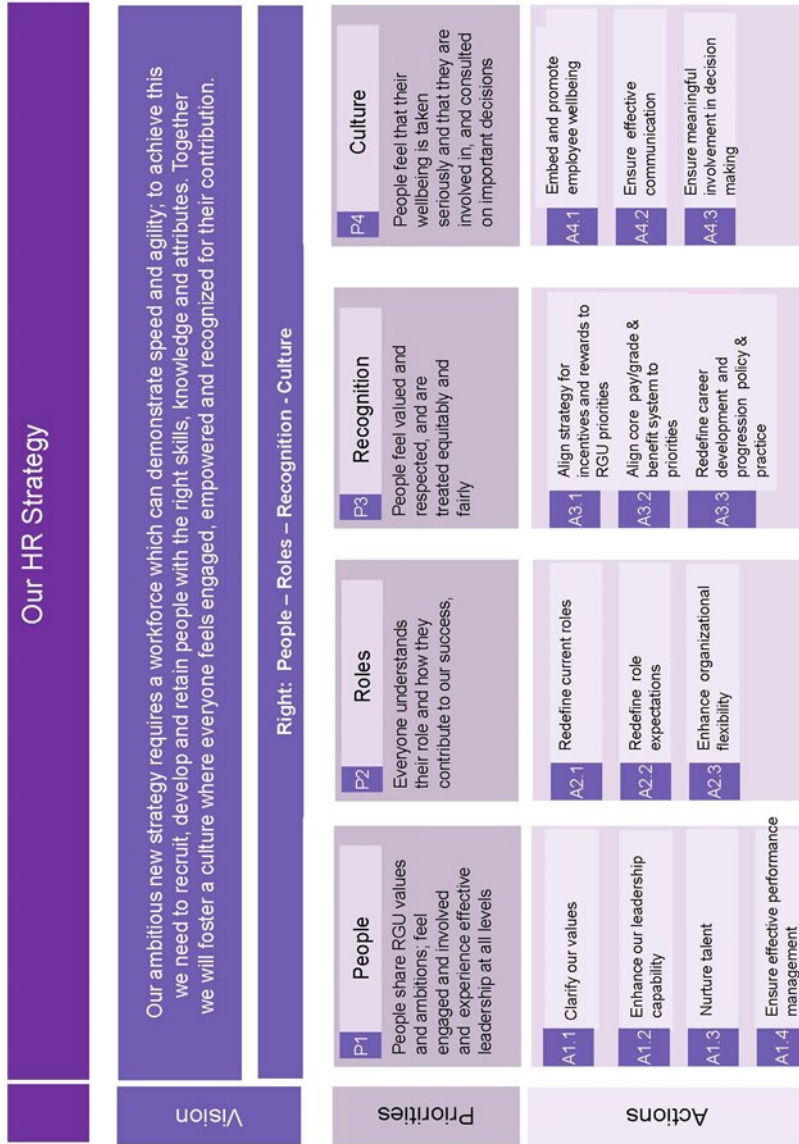 Our HR Strategy
Vision
Our ambitious new strategy requires a workforce which can demonstrate speed and agility; to achieve this
we need to recruit, develop and retain people with the right skills, knowledge and attributes. Together
we will foster a culture where everyone feels engaged, empowered and recognized for their contribution.
Right: People – Roles – Recognition - Culture
Priorities
P1
People
People share RGU values
and ambitions; feel
engaged and involved
and experience effective
leadership at all levels
P2
Roles
Everyone understands
their role and how they
contribute to our success,
P3
Recognition
People feel valued and
respected, and are
treated equitably and
fairly
P4
Culture
People feel that their
wellbeing is taken
seriously and that they are
involved in, and consulted
on important decisions
Actions
A1.1
Clarify our values
A1.2
Enhance our leadership
capability
A1.3
Nurture talent
A1.4
Ensure effective performance
management
A2.1
Redefine current roles
A2.2
Redefine role
expectations
A2.3
Enhance organizational
flexibility
A3.1
Align strategy for
incentives and rewards to
RGU priorities
A3.2
Align core pay/grade &
benefit system to
priorities
A3.3
Redefine career
development and
progression policy &
practice
A4.1
Embed and promote
employee wellbeing
A4.2
Ensure effective
communication
A4.3
Ensure meaningful
involvement in decision
making